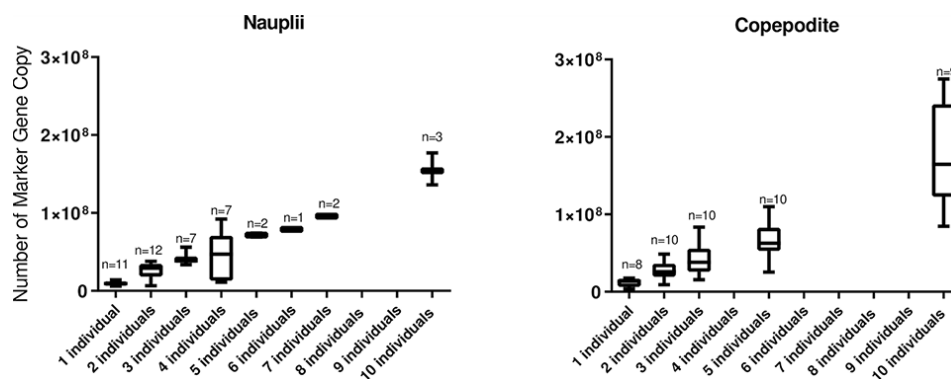 Nauplii
Number of Marker Gene Copy
3×10⁸
2×10⁸
1×10⁸
0
n=11
n=12
n=7
n=7
n=2
n=1
n=2
n=3
1 individual
2 individuals
3 individuals
4 individuals
5 individuals
6 individuals
7 individuals
8 individuals
9 individuals
10 individuals
Copepodite
3×10⁸
2×10⁸
1×10⁸
0
n=8
n=10
n=10
n=10
1 individual
2 individuals
3 individuals
4 individuals
5 individuals
6 individuals
7 individuals
8 individuals
9 individuals
10 individuals